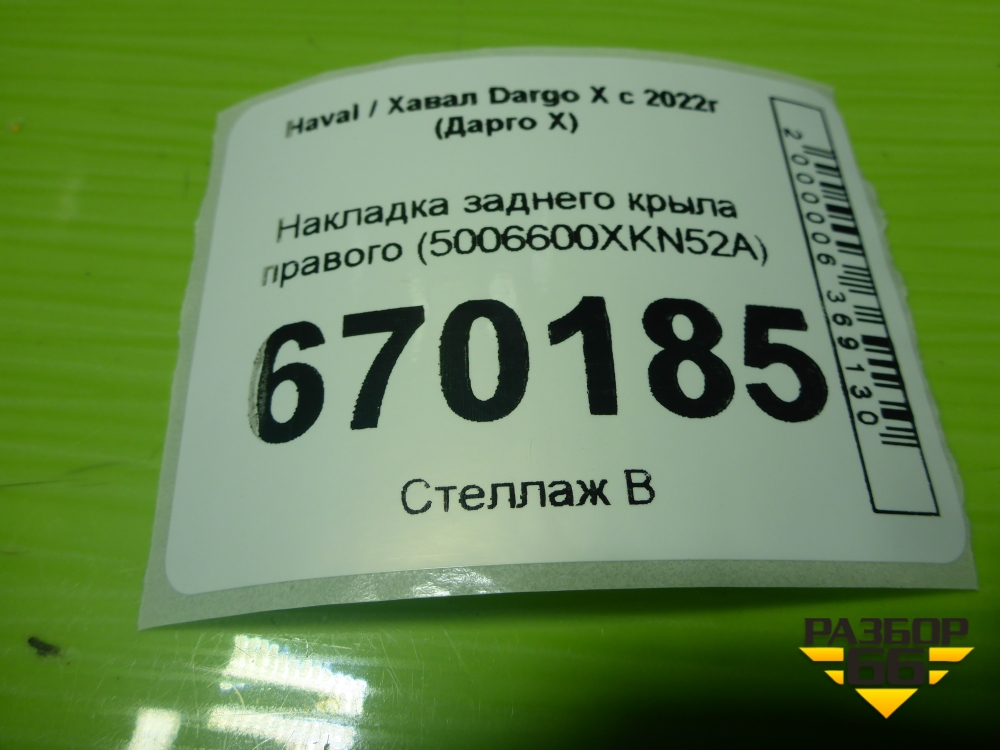 Haval / Хавал Dargo X с 2022г
(Дарго X)
Накладка заднего крыла
правого (5006600XKN52A)
670185
Стеллаж В
2000006369130
РАЗБОР
66